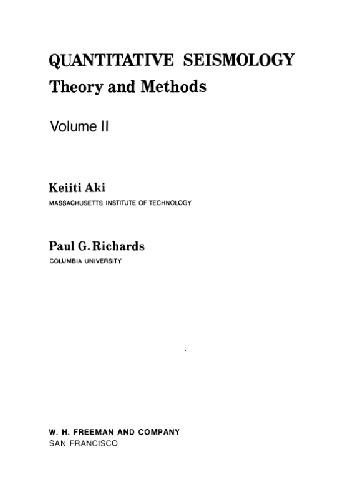 QUANTITATIVE SEISMOLOGY
Theory and Methods
Volume II
Keiiti Aki
MASSACHUSETTS INSTITUTE OF TECHNOLOGY
Paul G. Richards
COLUMBIA UNIVERSITY
W. H. FREEMAN AND COMPANY
SAN FRANCISCO